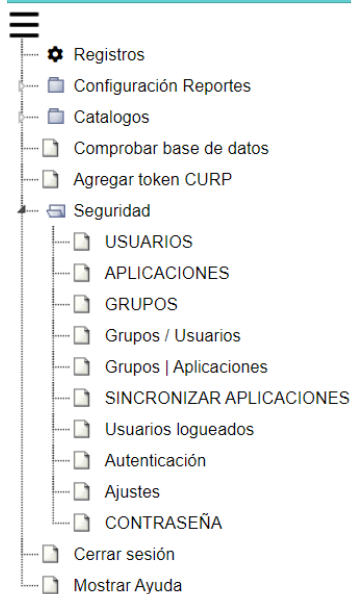 Registros
Configuración Reportes
Catalogos
Comprobar base de datos
Agregar token CURP
Seguridad
USUARIOS
APLICACIONES
GRUPOS
Grupos / Usuarios
Grupos | Aplicaciones
SINCRONIZAR APLICACIONES
Usuarios logueados
Autenticación
Ajustes
CONTRASEÑA
Cerrar sesión
Mostrar Ayuda